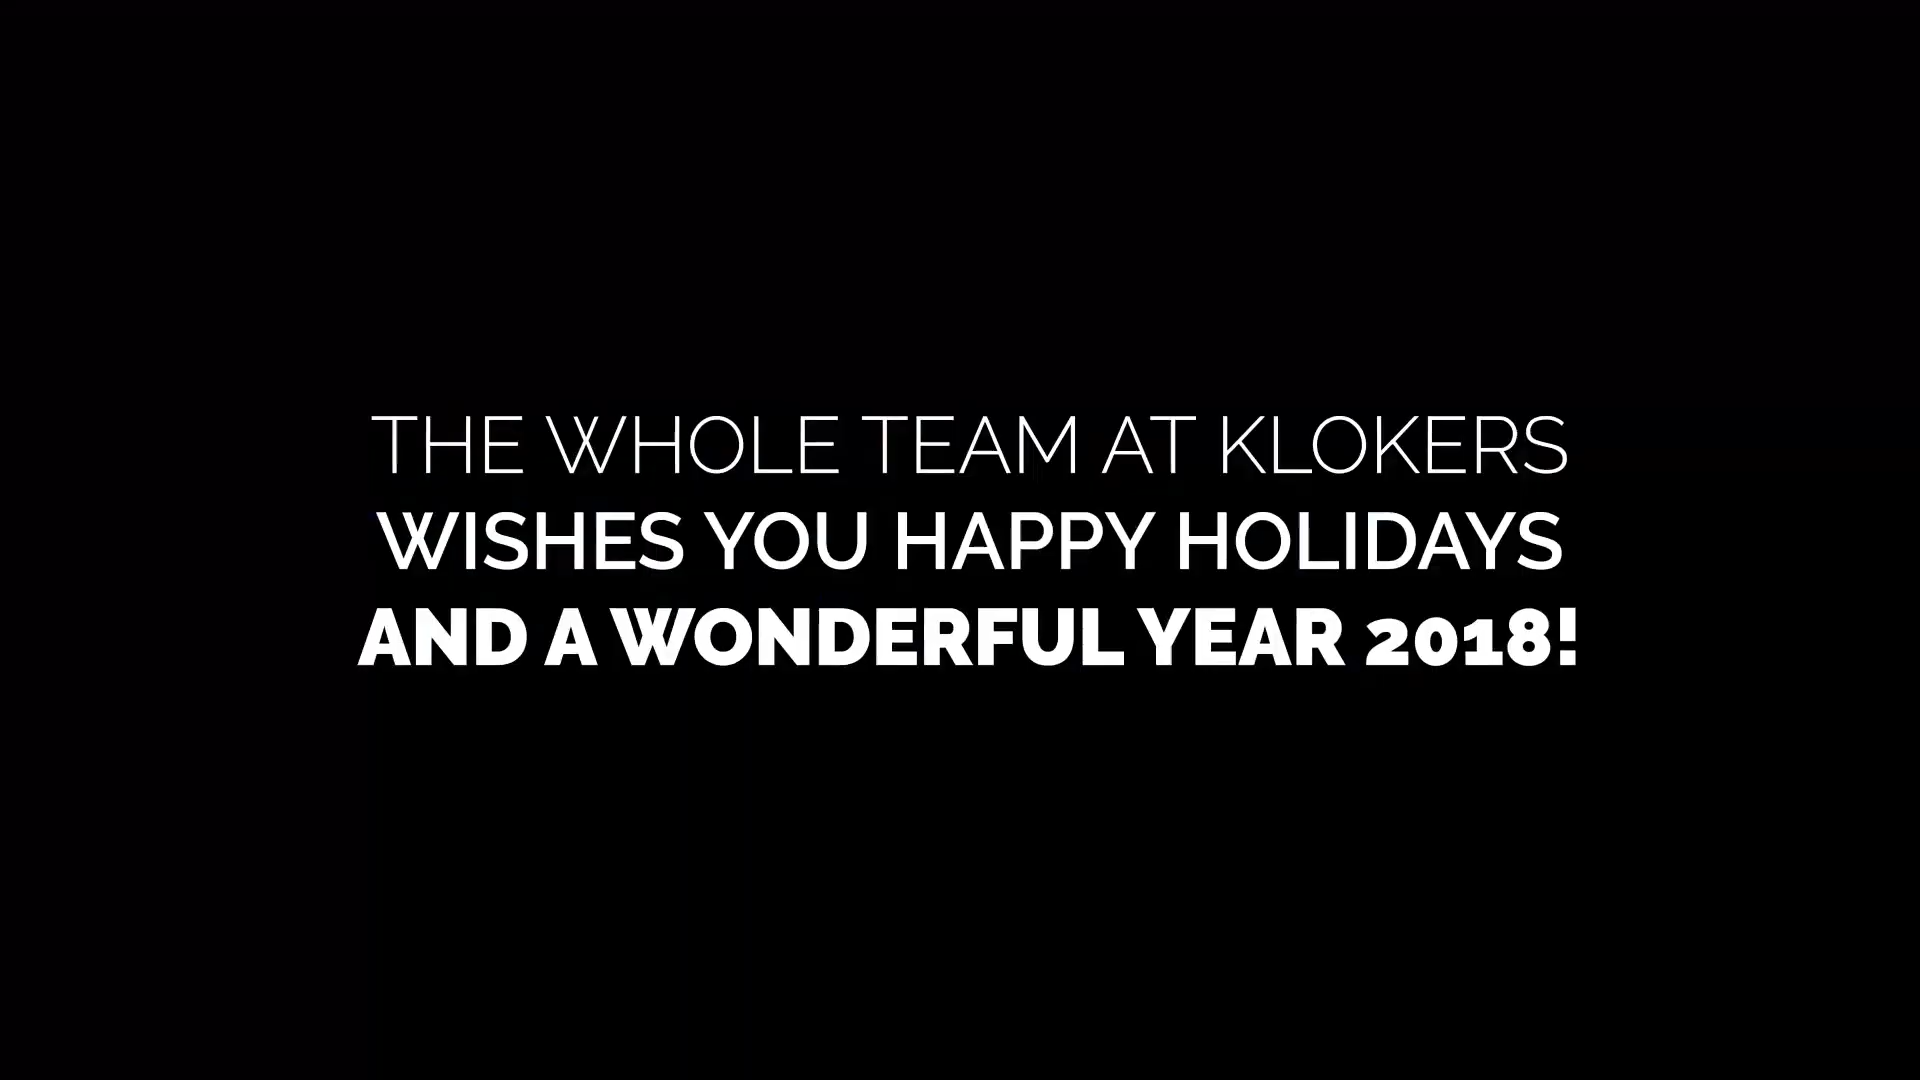 THE WHOLE TEAM AT KLOKERS
WISHES YOU HAPPY HOLIDAYS
AND A WONDERFUL YEAR 2018!